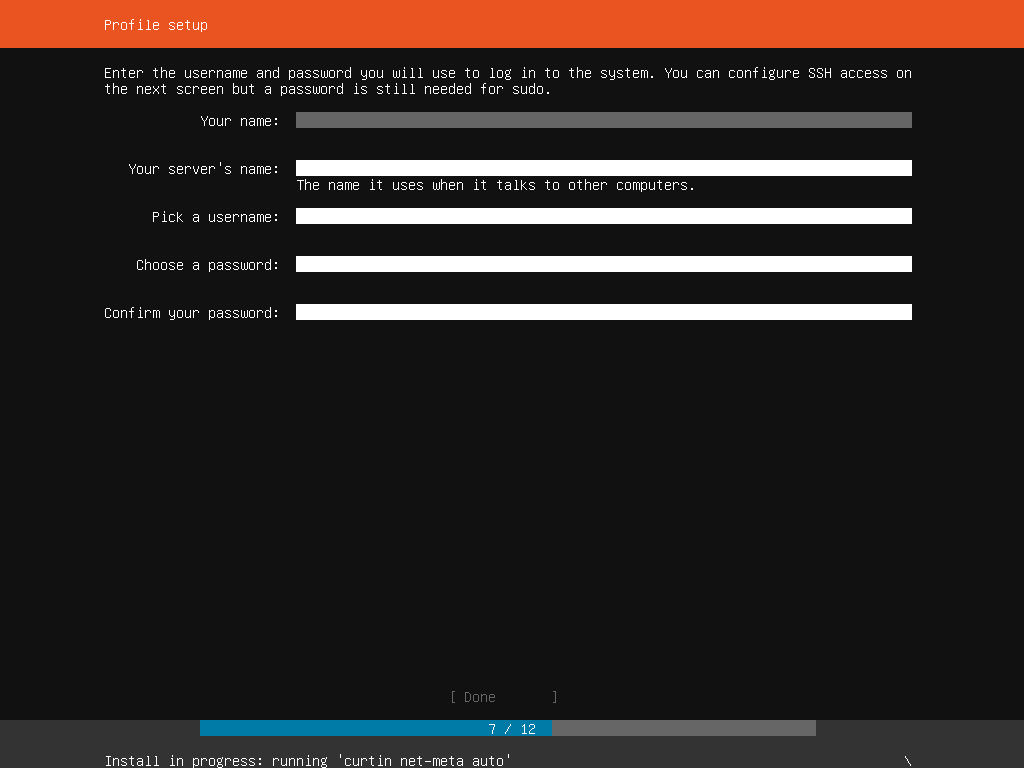 Profile setup
Enter the username and password you will use to log in to the system. You can configure SSH access on
the next screen but a password is still needed for sudo.
Your name:
Your server's name:
The name it uses when it talks to other computers.
Pick a username:
Choose a password:
Confirm your password:
[ Done ]
7 / 12
Install in progress: running 'curtin net-meta auto' \